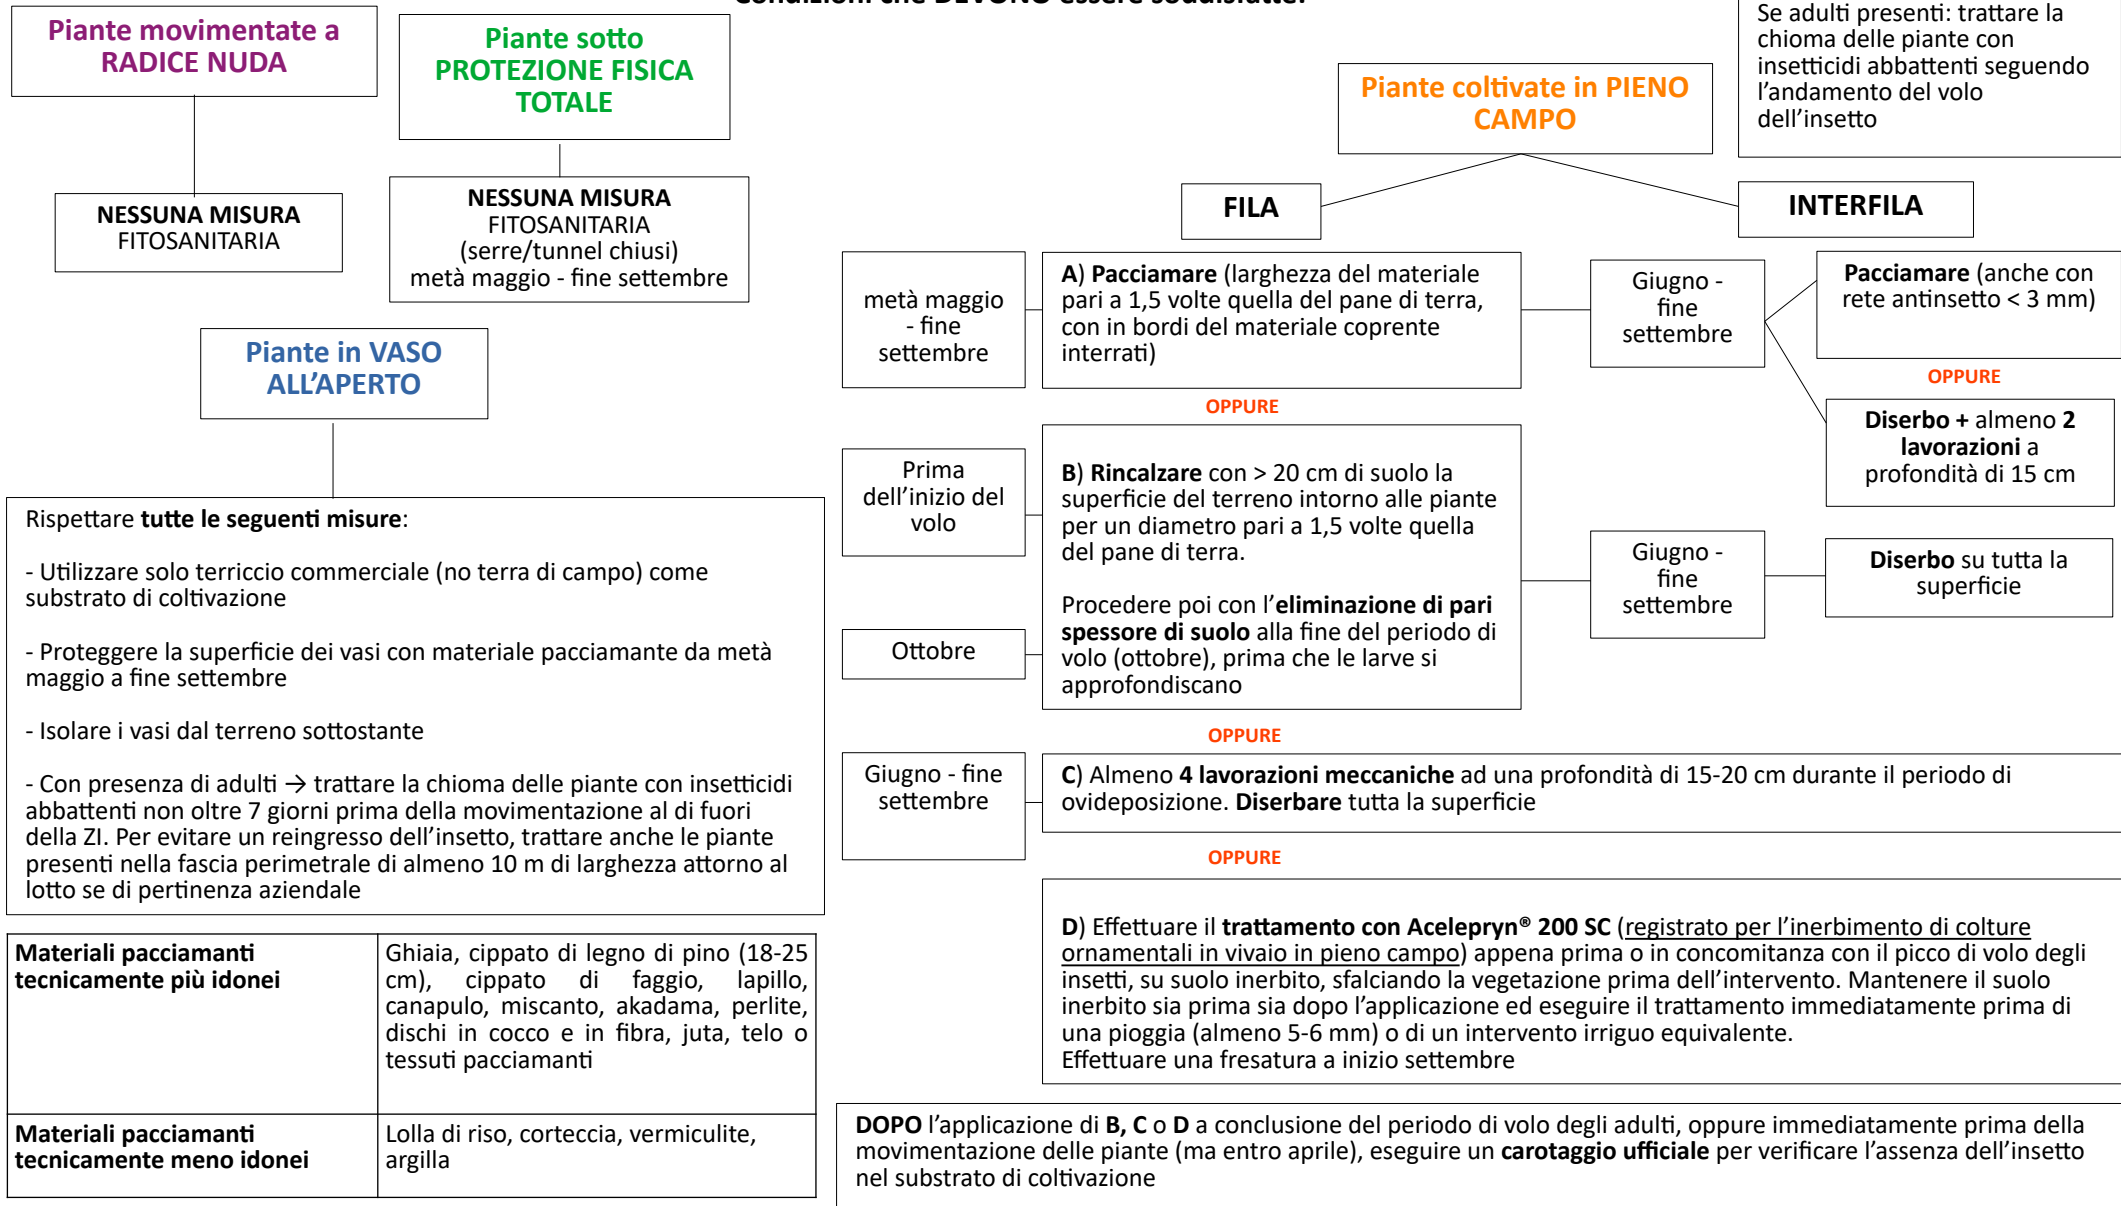 Condizioni che DEVONO essere soddisfatte:
Piante movimentate a
RADICE NUDA
NESSUNA MISURA
FITOSANITARIA
Piante sotto
PROTEZIONE FISICA
TOTALE
NESSUNA MISURA
FITOSANITARIA
(serre/tunnel chiusi)
metà maggio - fine settembre
Piante in VASO
ALL’APERTO
Rispettare tutte le seguenti misure:
- Utilizzare solo terriccio commerciale (no terra di campo) come
substrato di coltivazione
- Proteggere la superficie dei vasi con materiale pacciamante da metà
maggio a fine settembre
- Isolare i vasi dal terreno sottostante
- Con presenza di adulti → trattare la chioma delle piante con insetticidi
abbattenti non oltre 7 giorni prima della movimentazione al di fuori
della ZI. Per evitare un reingresso dell’insetto, trattare anche le piante
presenti nella fascia perimetrale di almeno 10 m di larghezza attorno al
lotto se di pertinenza aziendale
Materiali pacciamanti
tecnicamente più idonei
Ghiaia, cippato di legno di pino (18-25
cm), cippato di faggio, lapillo,
canapulo, miscanto, akadama, perlite,
dischi in cocco e in fibra, juta, telo o
tessuti pacciamanti
Materiali pacciamanti
tecnicamente meno idonei
Lolla di riso, corteccia, vermiculite,
argilla
Piante coltivate in PIENO
CAMPO
Se adulti presenti: trattare la
chioma delle piante con
insetticidi abbattenti seguendo
l’andamento del volo
dell’insetto
FILA
INTERFILA
metà maggio
- fine
settembre
A) Pacciamare (larghezza del materiale
pari a 1,5 volte quella del pane di terra,
con in bordi del materiale coprente
interrati)
Giugno -
fine
settembre
Pacciamare (anche con
rete antinsetto < 3 mm)
OPPURE
Diserbo + almeno 2
lavorazioni a
profondità di 15 cm
OPPURE
Prima
dell’inizio del
volo
Ottobre
B) Rincalzare con > 20 cm di suolo la
superficie del terreno intorno alle piante
per un diametro pari a 1,5 volte quella
del pane di terra.
Procedere poi con l’eliminazione di pari
spessore di suolo alla fine del periodo di
volo (ottobre), prima che le larve si
approfondiscano
Giugno -
fine
settembre
Diserbo su tutta la
superficie
OPPURE
Giugno - fine
settembre
C) Almeno 4 lavorazioni meccaniche ad una profondità di 15-20 cm durante il periodo di
ovideposizione. Diserbare tutta la superficie
OPPURE
D) Effettuare il trattamento con Acelepryn® 200 SC (registrato per l’inerbimento di colture
ornamentali in vivaio in pieno campo) appena prima o in concomitanza con il picco di volo degli
insetti, su suolo inerbito, sfalciando la vegetazione prima dell’intervento. Mantenere il suolo
inerbito sia prima sia dopo l’applicazione ed eseguire il trattamento immediatamente prima di
una pioggia (almeno 5-6 mm) o di un intervento irriguo equivalente.
Effettuare una fresatura a inizio settembre
DOPO l’applicazione di B, C o D a conclusione del periodo di volo degli adulti, oppure immediatamente prima della
movimentazione delle piante (ma entro aprile), eseguire un carotaggio ufficiale per verificare l’assenza dell’insetto
nel substrato di coltivazione